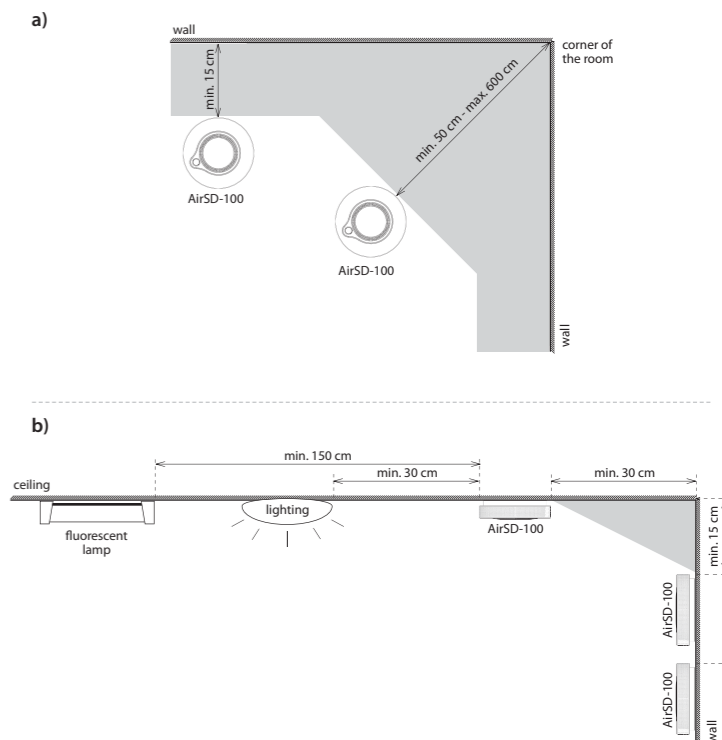 a)
wall
corner of
the room
min. 15 cm
min. 50 cm - max. 600 cm
AirSD-100
AirSD-100
wall
b)
min. 150 cm
min. 30 cm
min. 30 cm
ceiling
lighting
fluorescent
lamp
AirSD-100
min. 15 cm
AirSD-100
AirSD-100
wall